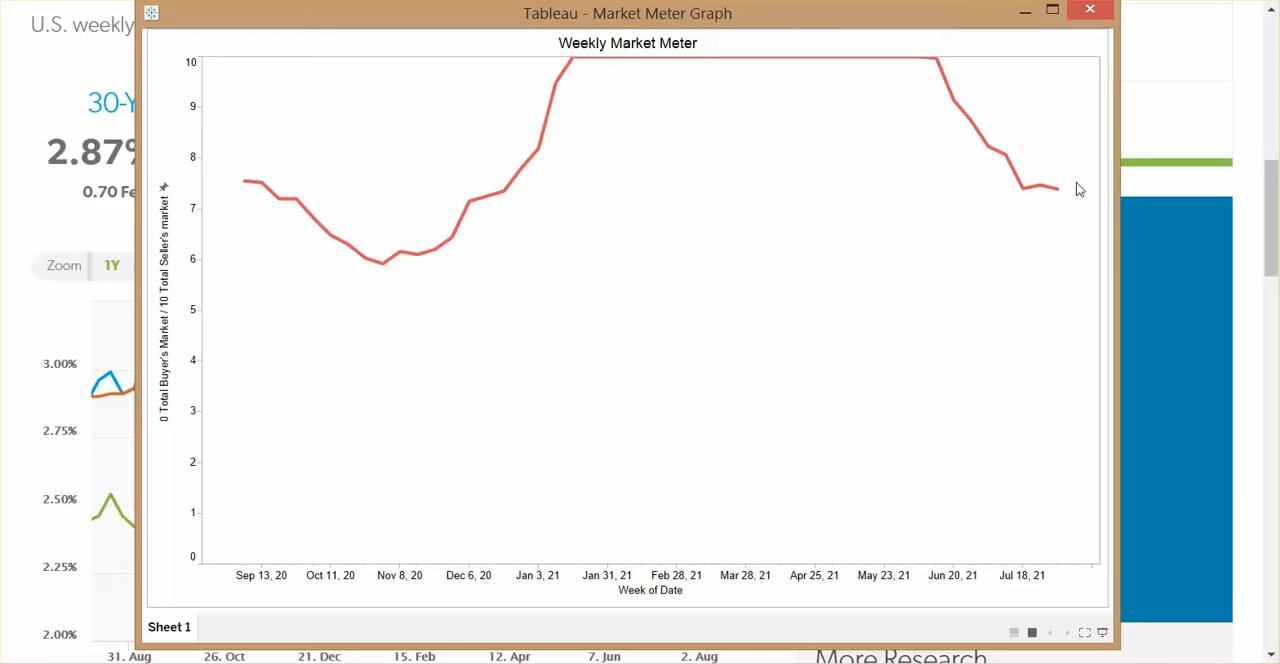 U.S. weekly
Tableau - Market Meter Graph
30-Y
2.87%
0.70 Fe
Zoom 1Y
3.00%
2.75%
2.50%
2.25%
2.00%
31. Aug 26. Oct 21. Dec 15. Feb 12. Apr 7. Jun 2. Aug
Weekly Market Meter
0 Total Buyer's Market / 10 Total Seller's market
10
9
8
7
6
5
4
3
2
1
0
Sep 13, 20 Oct 11, 20 Nov 8, 20 Dec 6, 20 Jan 3, 21 Jan 31, 21 Feb 28, 21 Mar 28, 21 Apr 25, 21 May 23, 21 Jun 20, 21 Jul 18, 21
Week of Date
Sheet 1
More Research